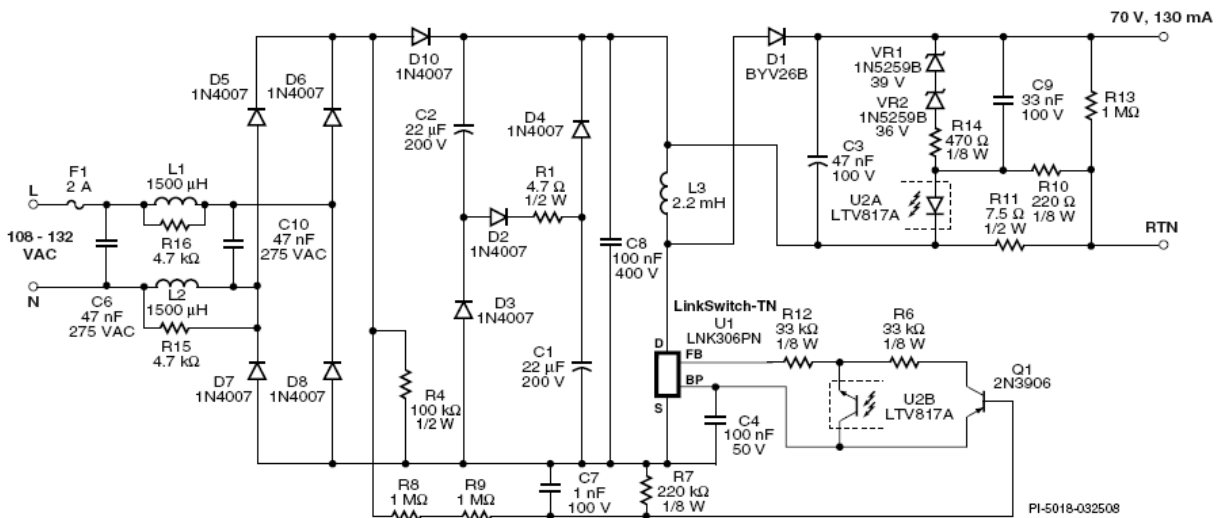 70 V, 130 mA
D10
1N4007
D1
BYV26B
VR1
1N5259B
39 V
VR2
1N5259B
36 V
C9
33 nF
100 V
R13
1 MΩ
D5
1N4007
D6
1N4007
C2
22 µF
200 V
D4
1N4007
R14
470 Ω
1/8 W
C3
47 nF
100 V
F1
2 A
L1
1500 µH
R1
4.7 Ω
1/2 W
L3
2.2 mH
U2A
LTV817A
R10
220 Ω
1/8 W
R11
7.5 Ω
1/2 W
RTN
L
108 - 132
VAC
N
R16
4.7 kΩ
C10
47 nF
275 VAC
D2
1N4007
C8
100 nF
400 V
C6
47 nF
275 VAC
L2
1500 µH
R15
4.7 kΩ
D3
1N4007
LinkSwitch-TN
U1
LNK306PN
D
FB
BP
S
R12
33 kΩ
1/8 W
R6
33 kΩ
1/8 W
Q1
2N3906
D7
1N4007
D8
1N4007
R4
100 kΩ
1/2 W
C1
22 µF
200 V
C4
100 nF
50 V
U2B
LTV817A
R8
1 MΩ
R9
1 MΩ
C7
1 nF
100 V
R7
220 kΩ
1/8 W
PI-5018-032508